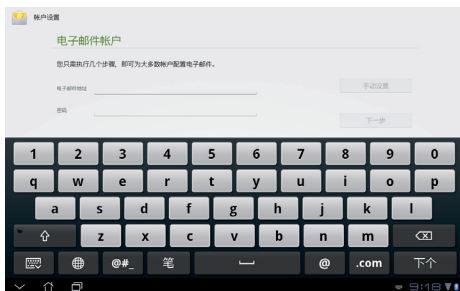 帐户设置
电子邮件帐户
您只需执行几个步骤，即可为大多数帐户配置电子邮件。
电子邮件地址
手动设置
密码
下一步
1 2 3 4 5 6 7 8 9 0
q w e r t y u i o p
a s d f g h j k l
z x c v b n m
@#_ 笔 @ .com 下个
9:18